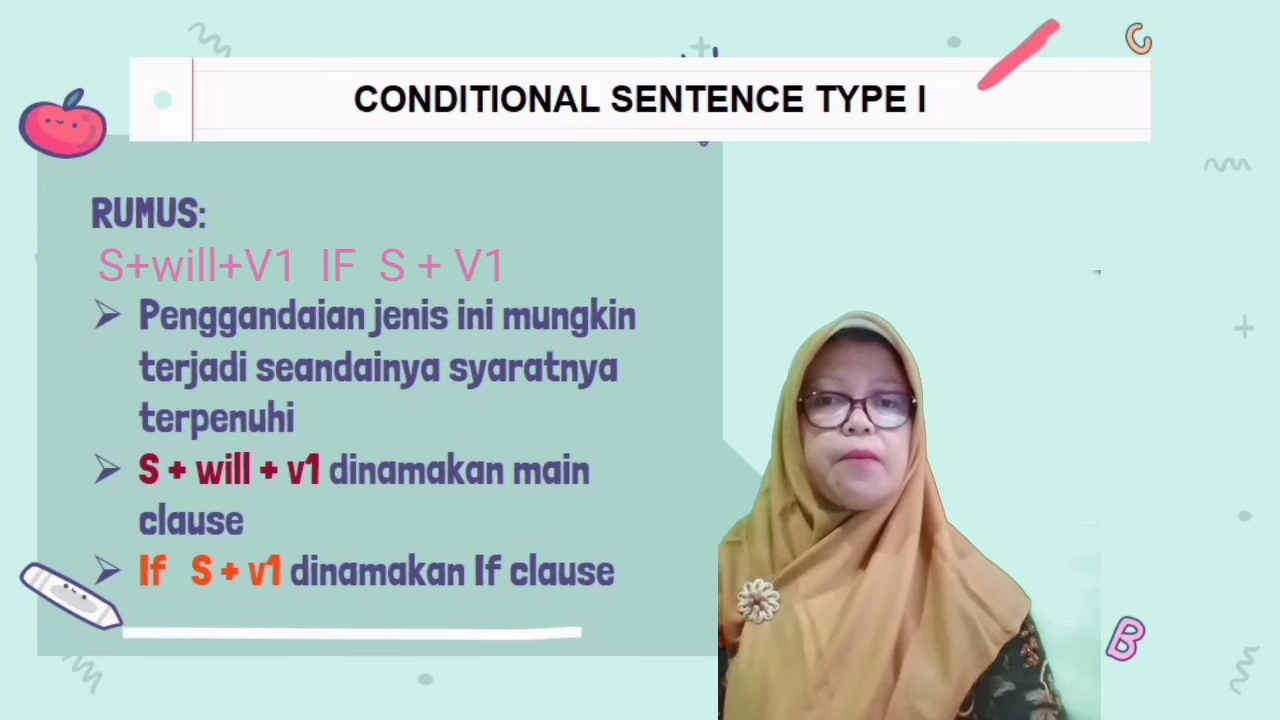 CONDITIONAL SENTENCE TYPE I
RUMUS:
S+will+V1 IF S + V1
➢ Penggandaian jenis ini mungkin
terjadi seandainya syaratnya
terpenuhi
➢ S + will + v1 dinamakan main
clause
➢ If S + v1 dinamakan If clause
C
B